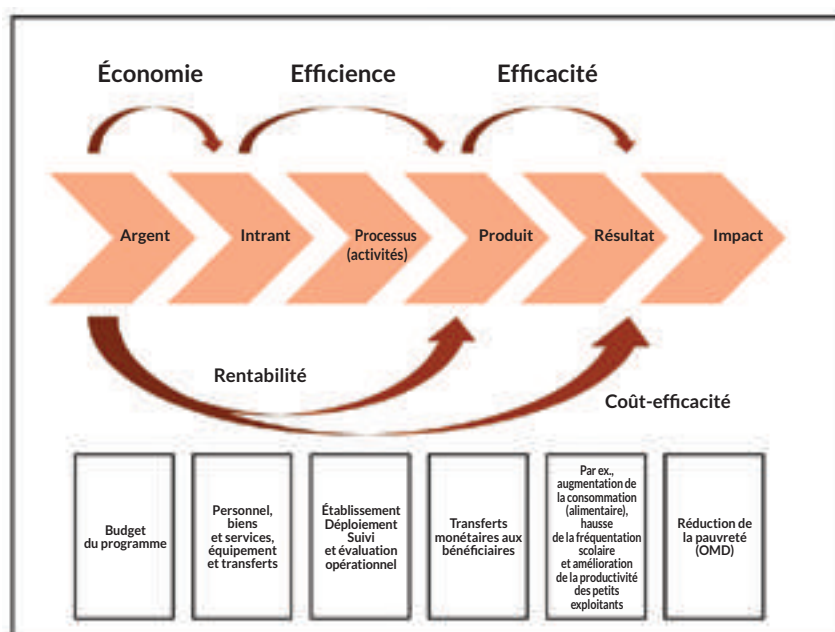 Économie
Efficience
Efficacité
Argent
Intrant
Processus
(activités)
Produit
Résultat
Impact
Rentabilité
Coût-efficacité
Budget
du programme
Personnel,
biens
et services,
équipement
et transferts
Établissement
Déploiement
Suivi
et évaluation
opérationnel
Transferts
monétaires aux
bénéficiaires
Par ex.,
augmentation de
la consommation
(alimentaire),
hausse
de la fréquentation
scolaire
et amélioration
de la productivité
des petits
exploitants
Réduction de
la pauvreté
(OMD)